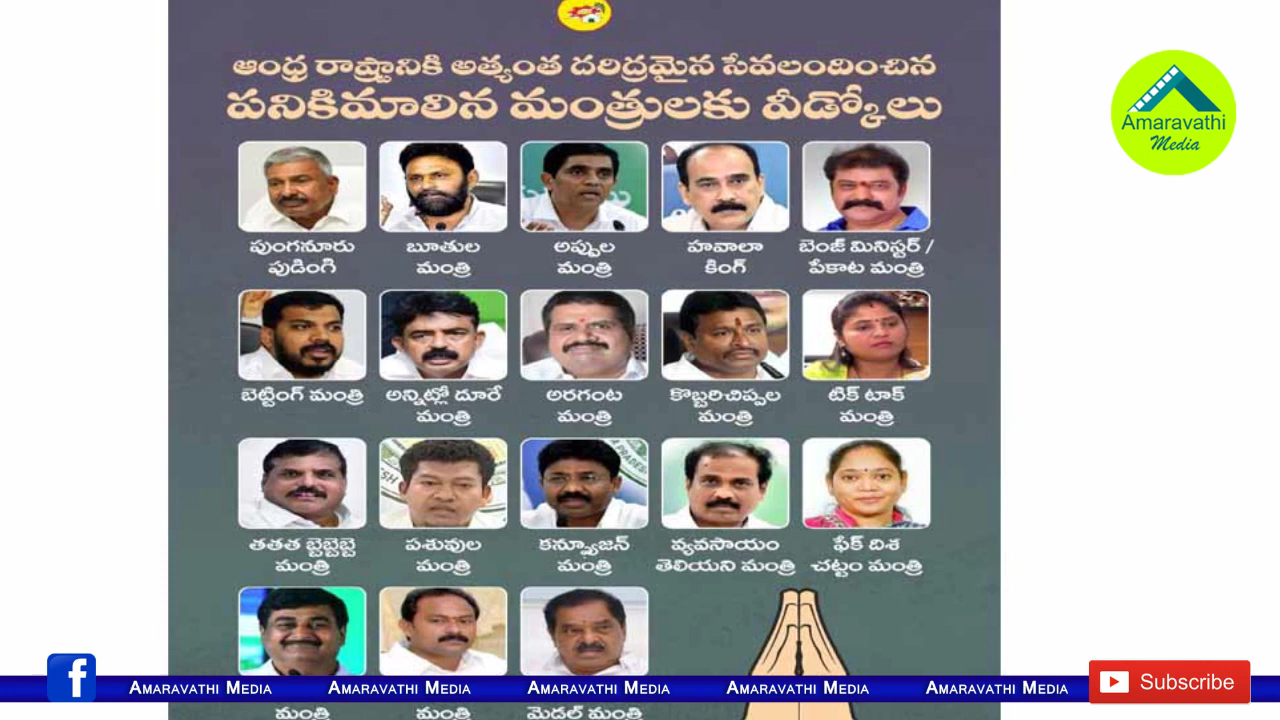 ఆంధ్ర రాష్ట్రానికి అత్యంత దరిద్రమైన సేవలందించిన
పనికిమాలిన మంత్రులకు వీడ్కోలు
Amaravathi
Media
పుంగనూరు
పుడింగి
బూతుల
మంత్రి
అప్పుల
మంత్రి
హవాలా
కింగ్
బెంజ్ మినిస్టర్ /
పేకాట మంత్రి
బెట్టింగ్ మంత్రి
అన్నిట్లో దూరే
మంత్రి
అరగంట
మంత్రి
కొబ్బరిచిప్పల
మంత్రి
టిక్ టాక్
మంత్రి
తతత బ్బెబ్బెబ్బె
మంత్రి
పశువుల
మంత్రి
కన్ఫ్యూజన్
మంత్రి
వ్యవసాయం
తెలియని మంత్రి
ఫేక్ దిశ
చట్టం మంత్రి
f
AMARAVATHI MEDIA
AMARAVATHI MEDIA
AMARAVATHI MEDIA
AMARAVATHI MEDIA
AMARAVATHI MEDIA
Subscribe
మంత్రి
మంత్రి
మెడల్ మంత్రి